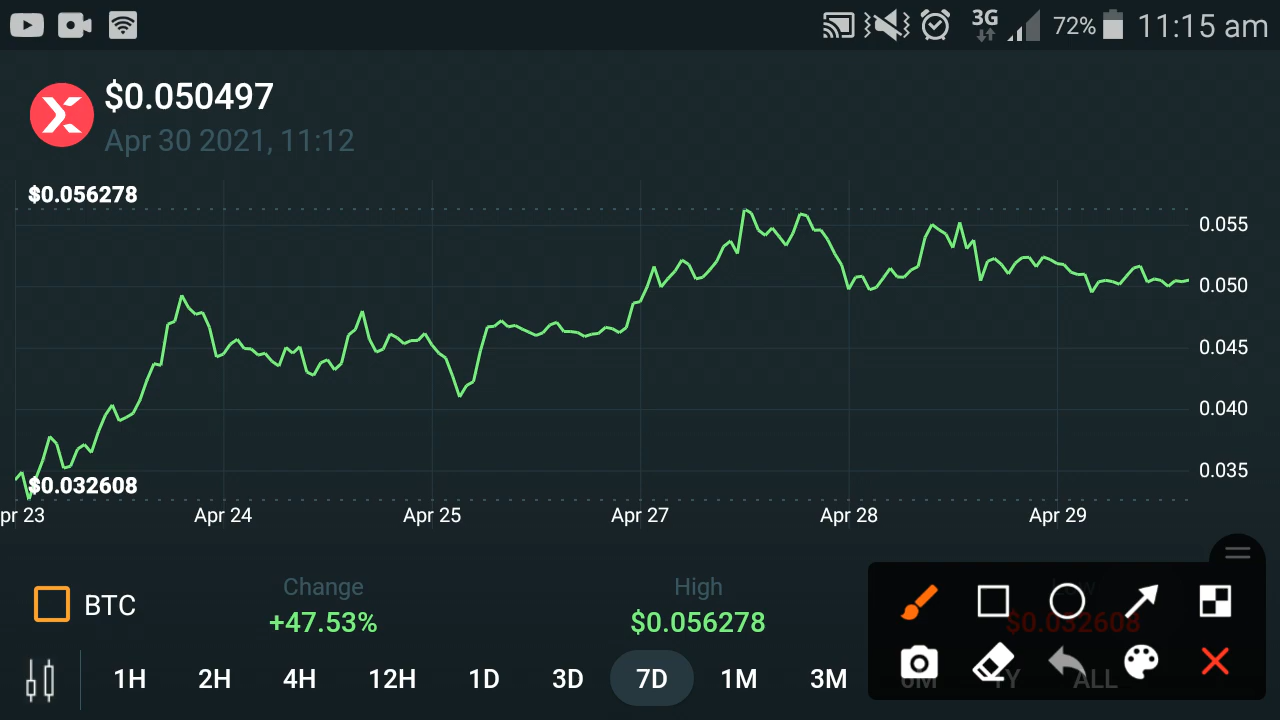 3G 72% 11:15 am
$0.050497
Apr 30 2021, 11:12
$0.056278
0.055
0.050
0.045
0.040
0.035
$0.032608
pr 23 Apr 24 Apr 25 Apr 27 Apr 28 Apr 29
Change High Low
BTC +47.53% $0.056278 $0.032608
1H 2H 4H 12H 1D 3D 7D 1M 3M 6M 1Y ALL